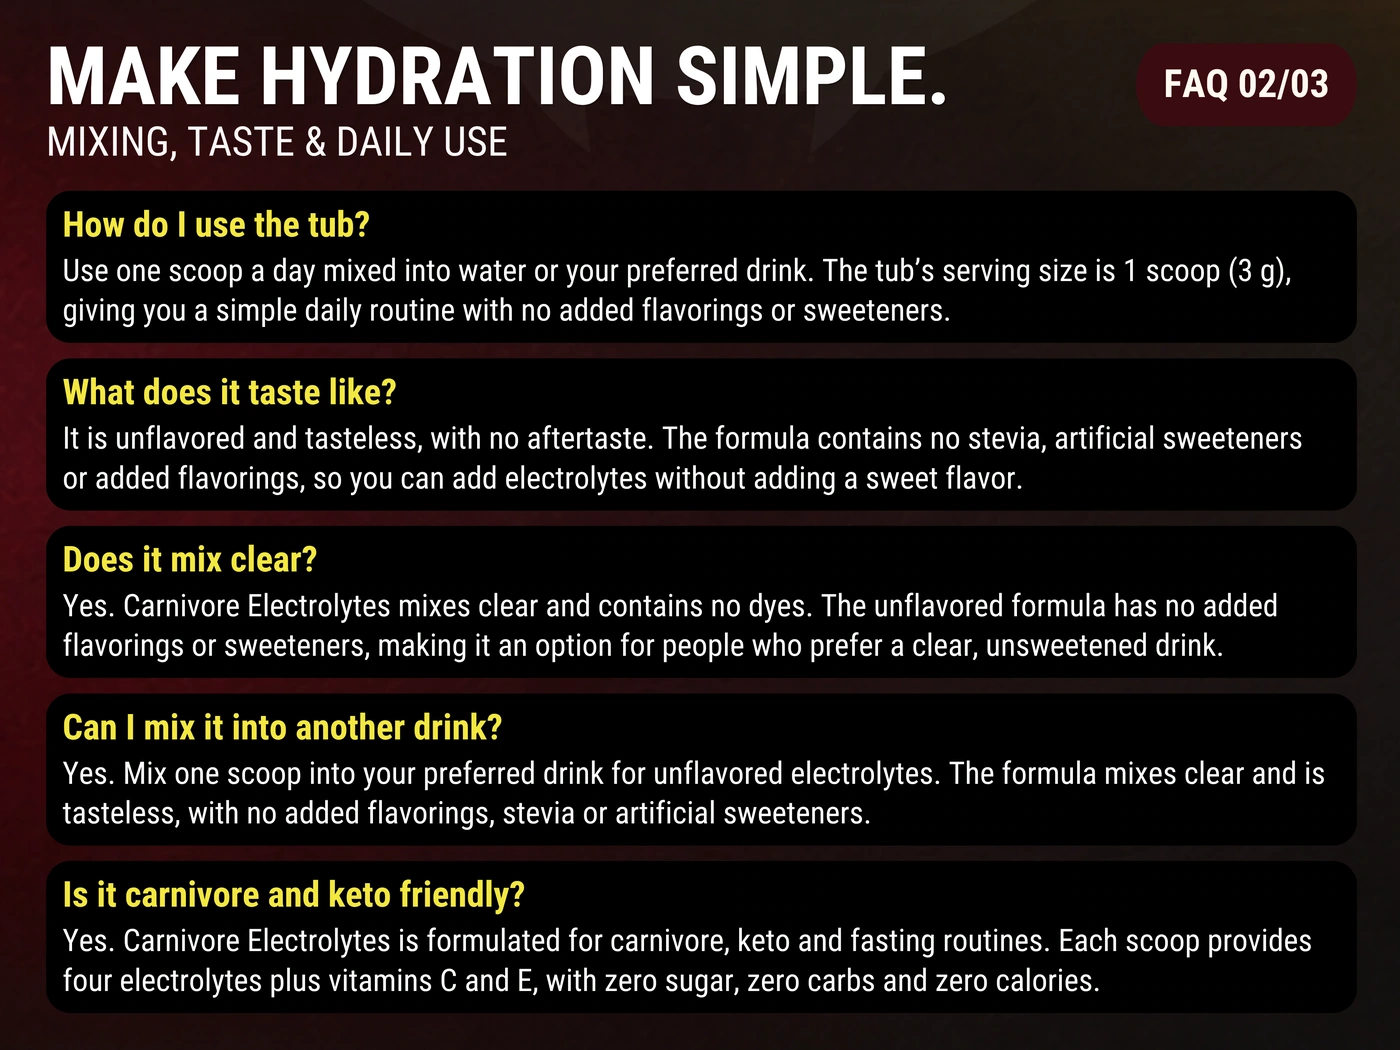 MAKE HYDRATION SIMPLE.
FAQ 02/03
MIXING, TASTE & DAILY USE
How do I use the tub?
Use one scoop a day mixed into water or your preferred drink. The tub’s serving size is 1 scoop (3 g),
giving you a simple daily routine with no added flavorings or sweeteners.
What does it taste like?
It is unflavored and tasteless, with no aftertaste. The formula contains no stevia, artificial sweeteners
or added flavorings, so you can add electrolytes without adding a sweet flavor.
Does it mix clear?
Yes. Carnivore Electrolytes mixes clear and contains no dyes. The unflavored formula has no added
flavorings or sweeteners, making it an option for people who prefer a clear, unsweetened drink.
Can I mix it into another drink?
Yes. Mix one scoop into your preferred drink for unflavored electrolytes. The formula mixes clear and is
tasteless, with no added flavorings, stevia or artificial sweeteners.
Is it carnivore and keto friendly?
Yes. Carnivore Electrolytes is formulated for carnivore, keto and fasting routines. Each scoop provides
four electrolytes plus vitamins C and E, with zero sugar, zero carbs and zero calories.